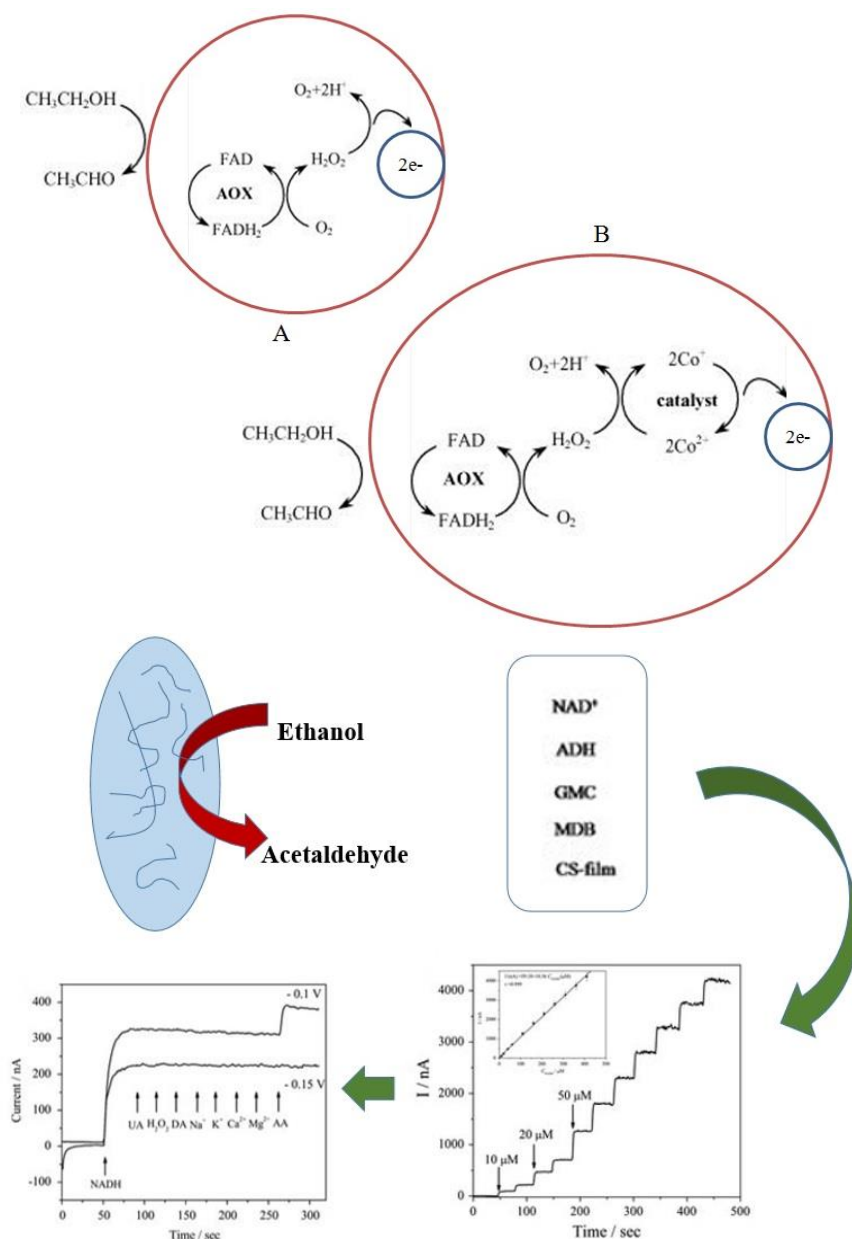 CH₃CH₂OH
CH₃CHO
FAD
AOX
FADH₂
O₂
H₂O₂
O₂+2H⁺
2e-
A
B
CH₃CH₂OH
CH₃CHO
FAD
AOX
FADH₂
O₂
H₂O₂
O₂+2H⁺
2Co⁺
catalyst
2Co²⁺
2e-
Ethanol
Acetaldehyde
NAD⁺
ADH
GMC
MDB
CS-film
Current / nA
400
300
200
100
0
-100
- 0.1 V
- 0.15 V
UA H₂O₂ DA Na⁺ K⁺ Ca²⁺ Mg²⁺ AA
NADH
0 50 100 150 200 250 300
Time / sec
I / nA
4000
3000
2000
1000
0
10 μM
20 μM
50 μM
0 100 200 300 400 500
Time / sec